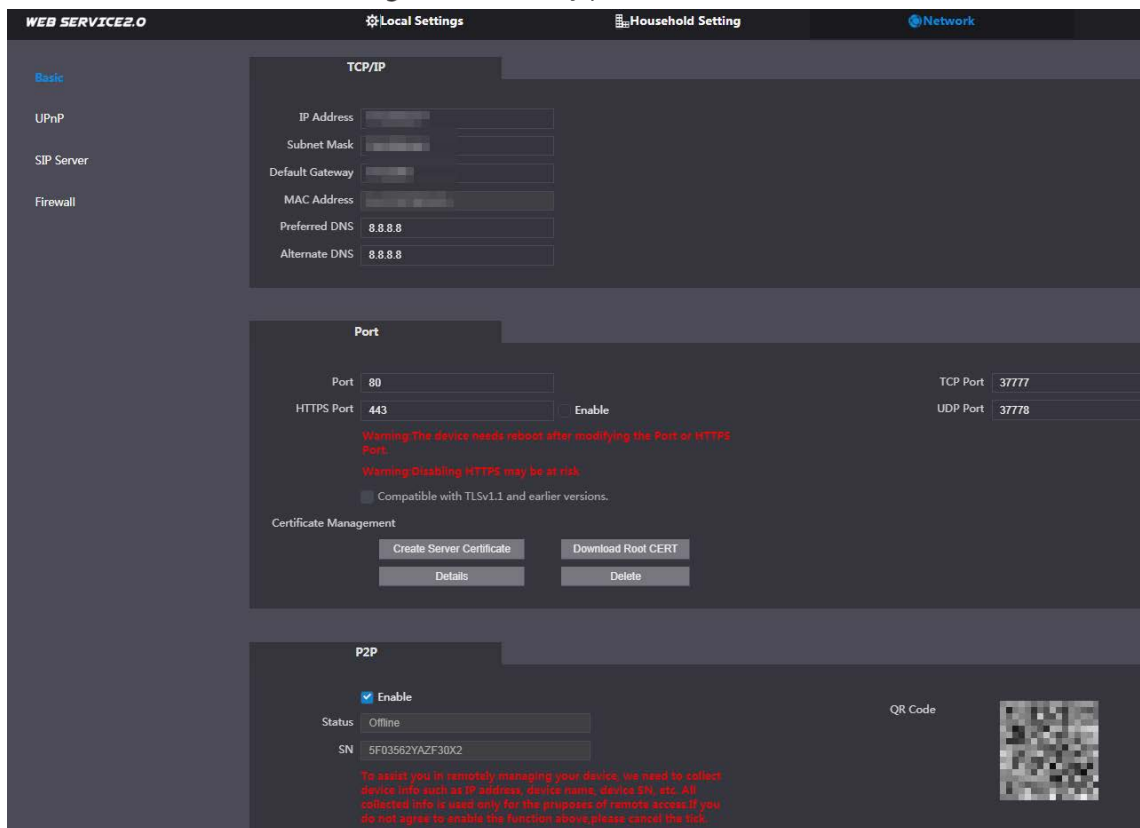 WEB SERVICE2.0 Local Settings Household Setting Network
Basic
UPnP
SIP Server
Firewall
TCP/IP
IP Address
Subnet Mask
Default Gateway
MAC Address
Preferred DNS 8.8.8.8
Alternate DNS 8.8.8.8
Port
Port 80 TCP Port 37777
HTTPS Port 443 Enable UDP Port 37778
Warning:The device needs reboot after modifying the Port or HTTPS
Port.
Warning:Disabling HTTPS may be at risk
Compatible with TLSv1.1 and earlier versions.
Certificate Management
Create Server Certificate Download Root CERT
Details Delete
P2P
Enable
QR Code
Status Offline
SN 5F03562YAZF30X2
To assist you in remotely managing your device, we need to collect
device info such as IP address, device name, device SN, etc. All
collected info is used only for the pruposes of remote access.If you
do not agree to enable the function above,please cancel the tick.